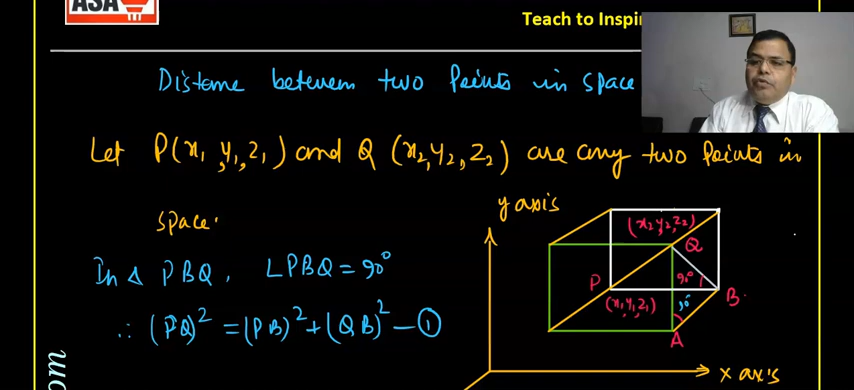 ASA
Teach to Inspir
Distance between two Points in space
Let P(x₁, y₁, z₁) and Q (x₂, y₂, z₂) are any two Points in
space.
In △ PBQ, ∠PBQ = 90°
∴ (PQ)² = (PB)² + (QB)² — ①
y axis
(x₂ y₂, z₂)
Q
P
90°
(x₁, y₁, z₁)
90°
B
A
x axis
om